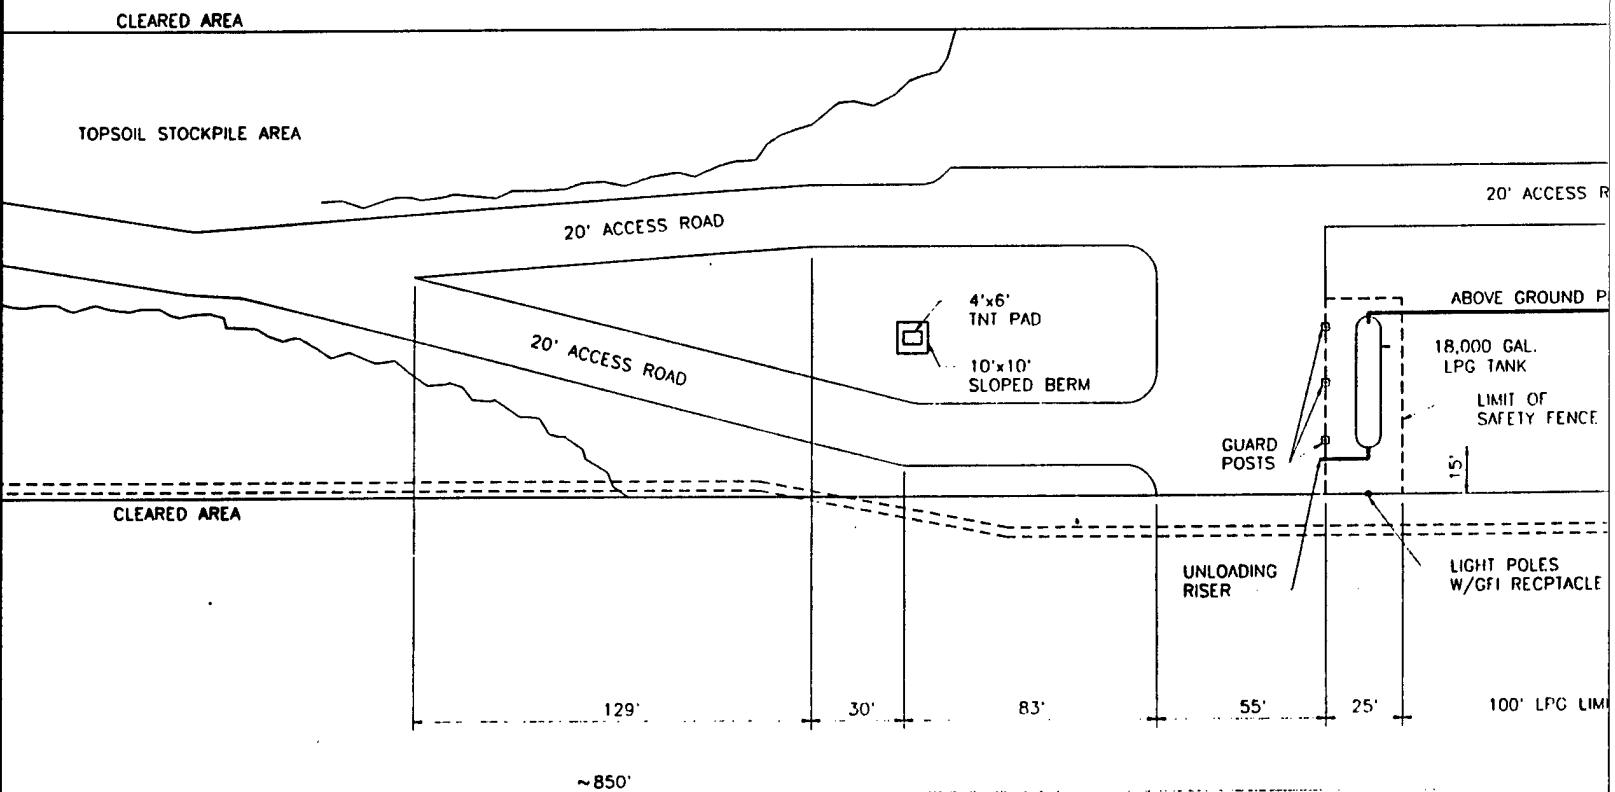 CLEARED AREA
TOPSOIL STOCKPILE AREA
20' ACCESS R
20' ACCESS ROAD
4'x6'
TNT PAD
ABOVE GROUND P
20' ACCESS ROAD
10'x10'
SLOPED BERM
18,000 GAL.
LPG TANK
LIMIT OF
SAFETY FENCE
GUARD
POSTS
15'
CLEARED AREA
UNLOADING
RISER
LIGHT POLES
W/GFI RECPTACLE
129'
30'
83'
55'
25'
100' LPG LIMI
~850'